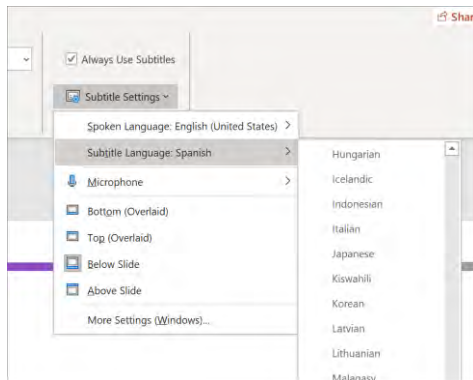 Shar
Always Use Subtitles
Subtitle Settings
Spoken Language: English (United States)
Subtitle Language: Spanish
Microphone
Bottom (Overlaid)
Top (Overlaid)
Below Slide
Above Slide
More Settings (Windows)...
Hungarian
Icelandic
Indonesian
Italian
Japanese
Kiswahili
Korean
Latvian
Lithuanian
Malagasy